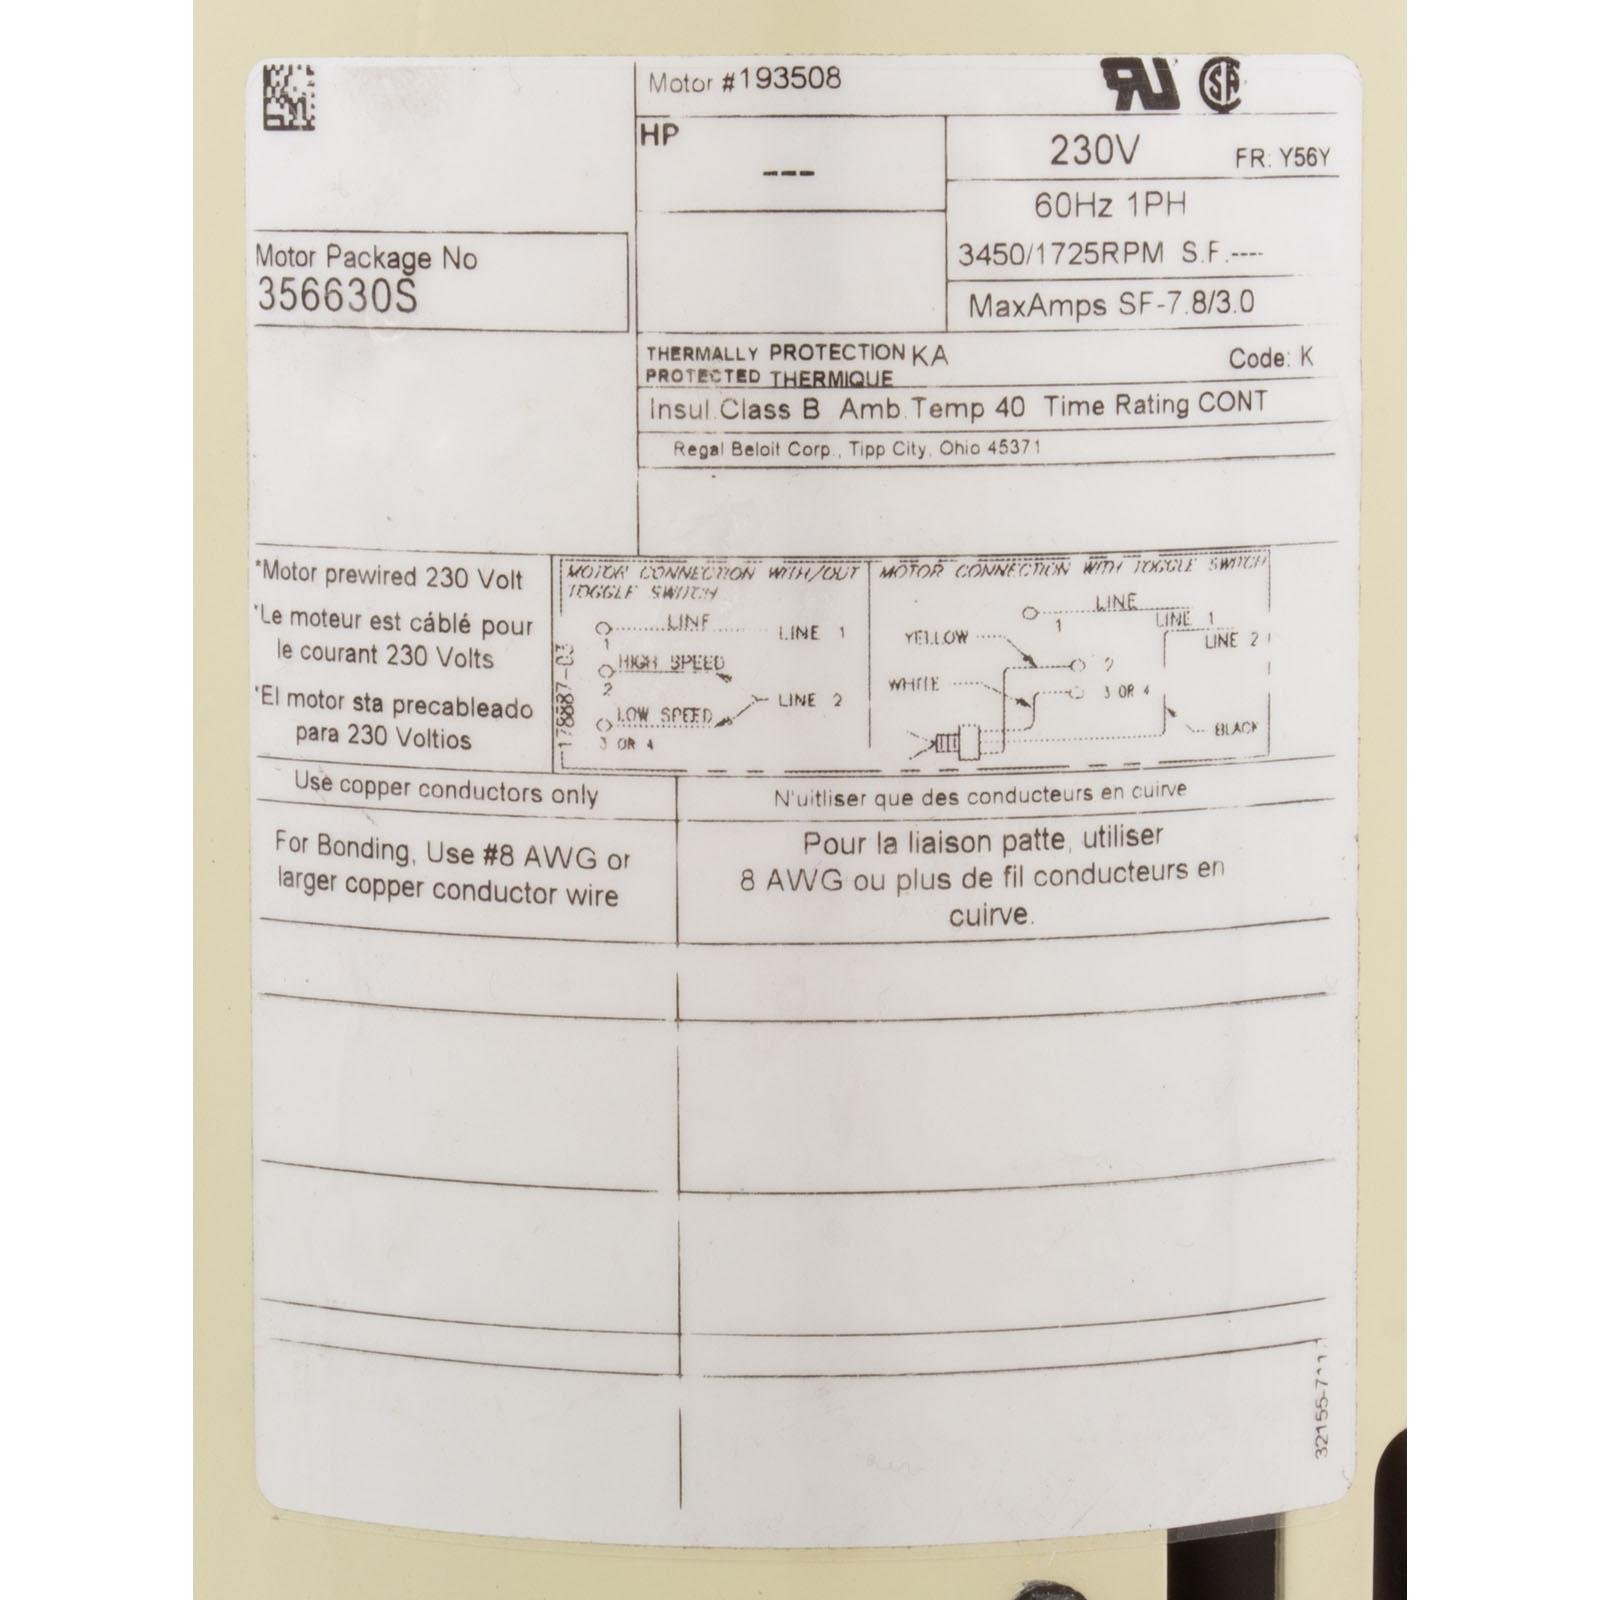 Motor #193508
HP
---
230V FR: Y56Y
60Hz 1PH
3450/1725RPM S.F.----
MaxAmps SF-7.8/3.0
Motor Package No
356630S
THERMALLY PROTECTION KA
PROTECTED THERMIQUE
Code: K
Insul.Class B Amb.Temp 40 Time Rating CONT
Regal Beloit Corp., Tipp City, Ohio 45371
*Motor prewired 230 Volt
*Le moteur est cáblé pour
le courant 230 Volts
*El motor sta precableado
para 230 Voltios
178887-03
MOTOR CONNECTION WITH/OUT
TOGGLE SWITCH
LINE
LINE 1
1
HIGH SPEED
2
LINE 2
LOW SPEED
3 OR 4
MOTOR CONNECTION WITH TOGGLE SWITCH
LINE
1
LINE 1
LINE 2
YELLOW
2
WHITE
3 OR 4
BLACK
Use copper conductors only
N'uitliser que des conducteurs en cuirve
For Bonding, Use #8 AWG or
larger copper conductor wire
Pour la liaison patte, utiliser
8 AWG ou plus de fil conducteurs en
cuirve.
32155-711